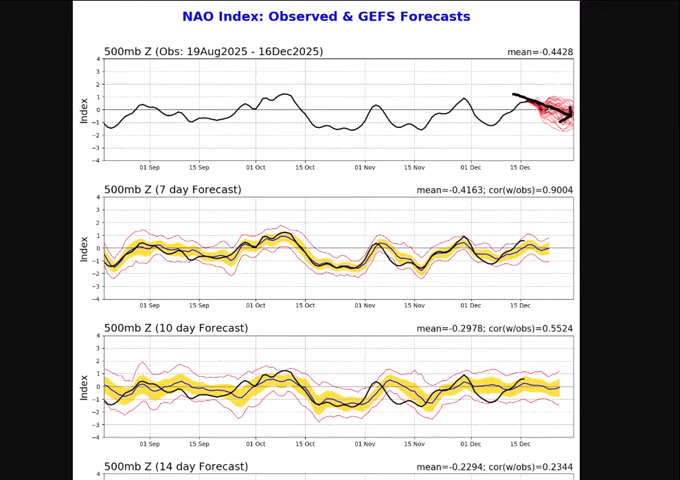 NAO Index: Observed & GEFS Forecasts
500mb Z (Obs: 19Aug2025 - 16Dec2025) mean=-0.4428
4
3
2
1
0
-1
-2
-3
-4
Index
01 Sep 15 Sep 01 Oct 15 Oct 01 Nov 15 Nov 01 Dec 15 Dec
500mb Z (7 day Forecast) mean=-0.4163; cor(w/obs)=0.9004
4
3
2
1
0
-1
-2
-3
-4
Index
01 Sep 15 Sep 01 Oct 15 Oct 01 Nov 15 Nov 01 Dec 15 Dec
500mb Z (10 day Forecast) mean=-0.2978; cor(w/obs)=0.5524
4
3
2
1
0
-1
-2
-3
-4
Index
01 Sep 15 Sep 01 Oct 15 Oct 01 Nov 15 Nov 01 Dec 15 Dec
500mb Z (14 day Forecast) mean=-0.2294; cor(w/obs)=0.2344
4